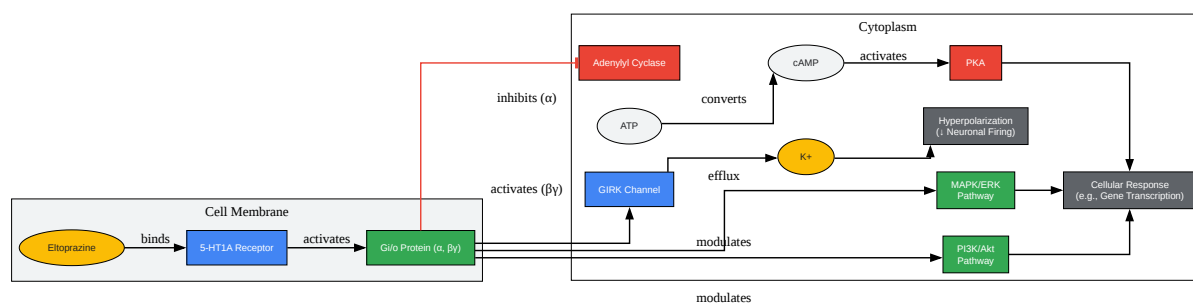 Cytoplasm
Adenylyl Cyclase
cAMP
activates
PKA
inhibits (α)
converts
ATP
Hyperpolarization
(↓ Neuronal Firing)
K+
efflux
activates (βγ)
GIRK Channel
MAPK/ERK
Pathway
Cellular Response
(e.g., Gene Transcription)
Cell Membrane
Eltoprazine
binds
5-HT1A Receptor
activates
Gi/o Protein (α, βγ)
modulates
PI3K/Akt
Pathway
modulates